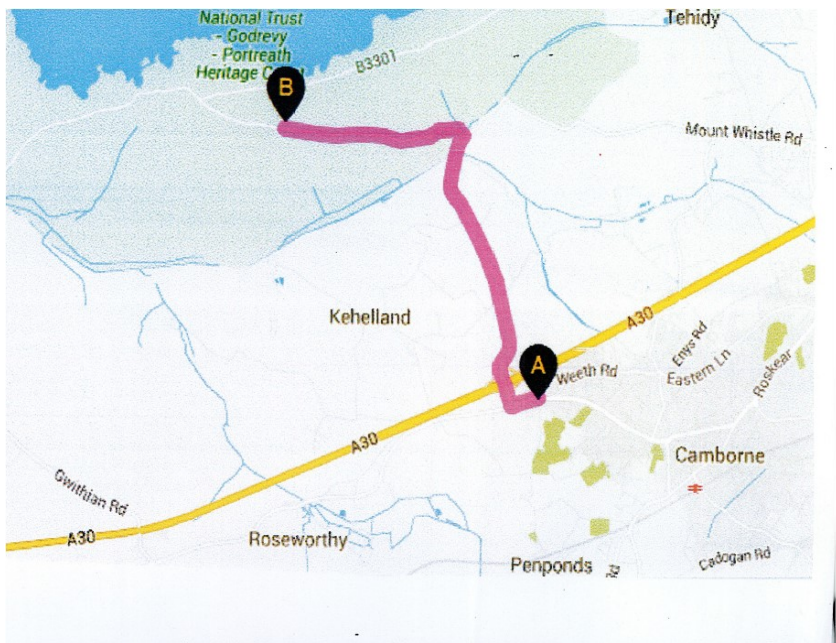 National Trust
- Godrevy
- Portreath
Heritage
Tehidy
B3301
B
Mount Whistle Rd
Kehelland
A30
Enys Rd
A
Weeth Rd
Eastern Ln
Roskear
A30
Camborne
Gwithian Rd
A30
Roseworthy
Penponds
Rd
Cadogan Rd